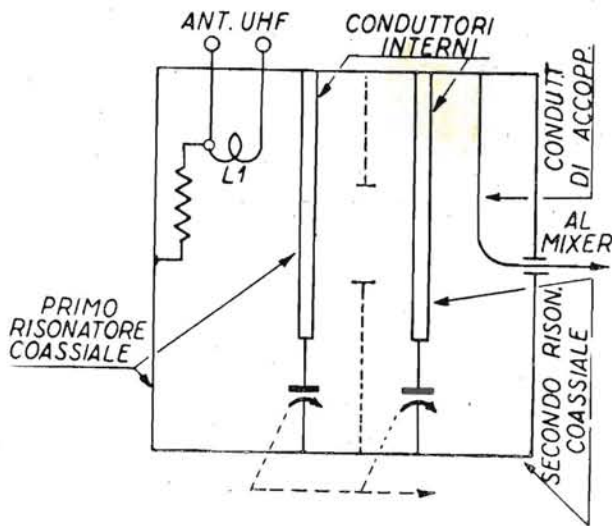 ANT. UHF
CONDUTTORI
INTERNI
CONDUTT.
DI ACCOPP.
L1
AL
MIXER
PRIMO
RISONATORE
COASSIALE
SECONDO RISON.
COASSIALE